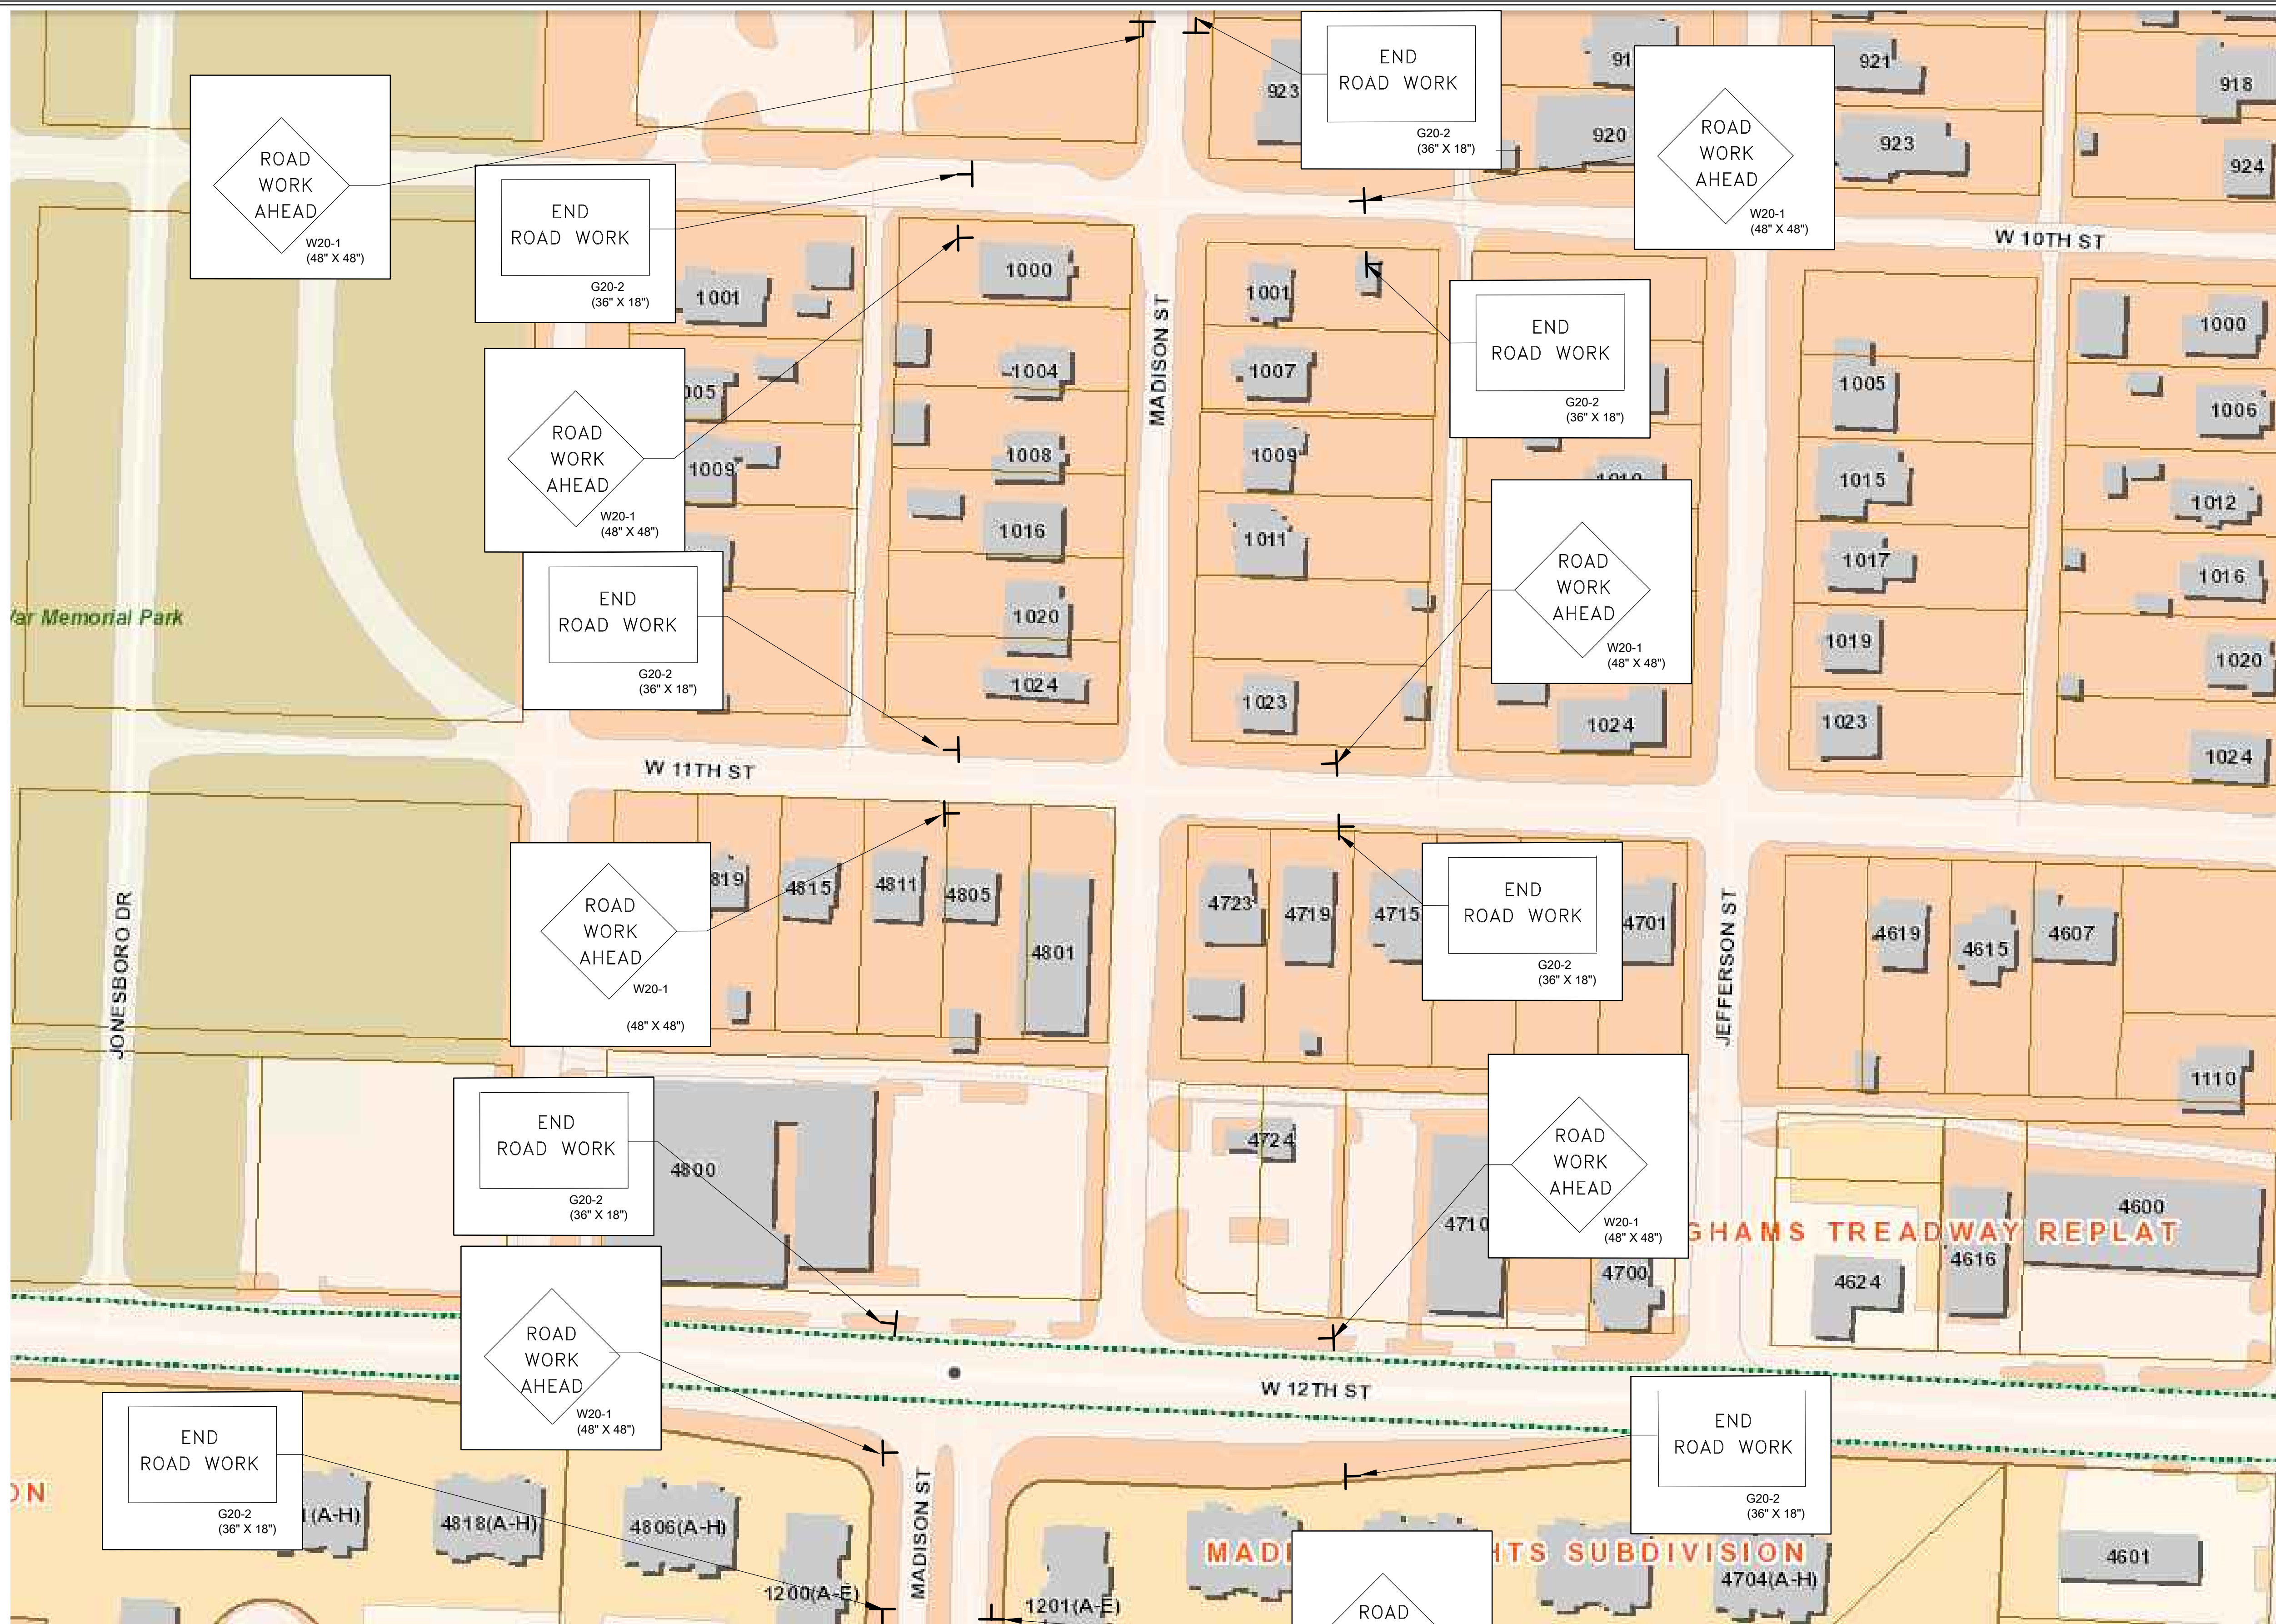 END
ROAD WORK
G20-2
(36" X 18")
923
920
ROAD
WORK
AHEAD
W20-1
(48" X 48")
921
923
918
924
ROAD
WORK
AHEAD
W20-1
(48" X 48")
END
ROAD WORK
G20-2
(36" X 18")
W 10TH ST
1001
1000
1001
END
ROAD WORK
G20-2
(36" X 18")
1000
MADISON ST
1004
1007
1005
1006
ROAD
WORK
AHEAD
W20-1
(48" X 48")
1009
1008
1009
1015
1012
1016
1011
ROAD
WORK
AHEAD
W20-1
(48" X 48")
1017
1016
END
ROAD WORK
G20-2
(36" X 18")
Memorial Park
1020
1019
1020
1024
1023
1024
1023
1024
W 11TH ST
ROAD
WORK
AHEAD
W20-1
(48" X 48")
819
4815
4811
4805
4801
4723
4719
4715
END
ROAD WORK
G20-2
(36" X 18")
4701
JEFFERSON ST
4619
4615
4607
JONESBORO DR
1110
END
ROAD WORK
G20-2
(36" X 18")
4800
4724
4710
ROAD
WORK
AHEAD
W20-1
(48" X 48")
GHAMS TREADWAY REPLAT
4600
4616
4624
4700
ROAD
WORK
AHEAD
W20-1
(48" X 48")
W 12TH ST
END
ROAD WORK
G20-2
(36" X 18")
END
ROAD WORK
G20-2
(36" X 18")
ON
(A-H)
4818(A-H)
4806(A-H)
MADISON ST
1200(A-E)
1201(A-E)
MADI
HTS SUBDIVISION
4704(A-H)
4601
ROAD